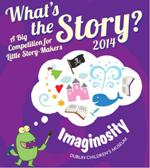 What's
the Story?
2014
A Big
Competition for
Little Story-Makers
Imaginosity
DUBLIN CHILDREN'S MUSEUM